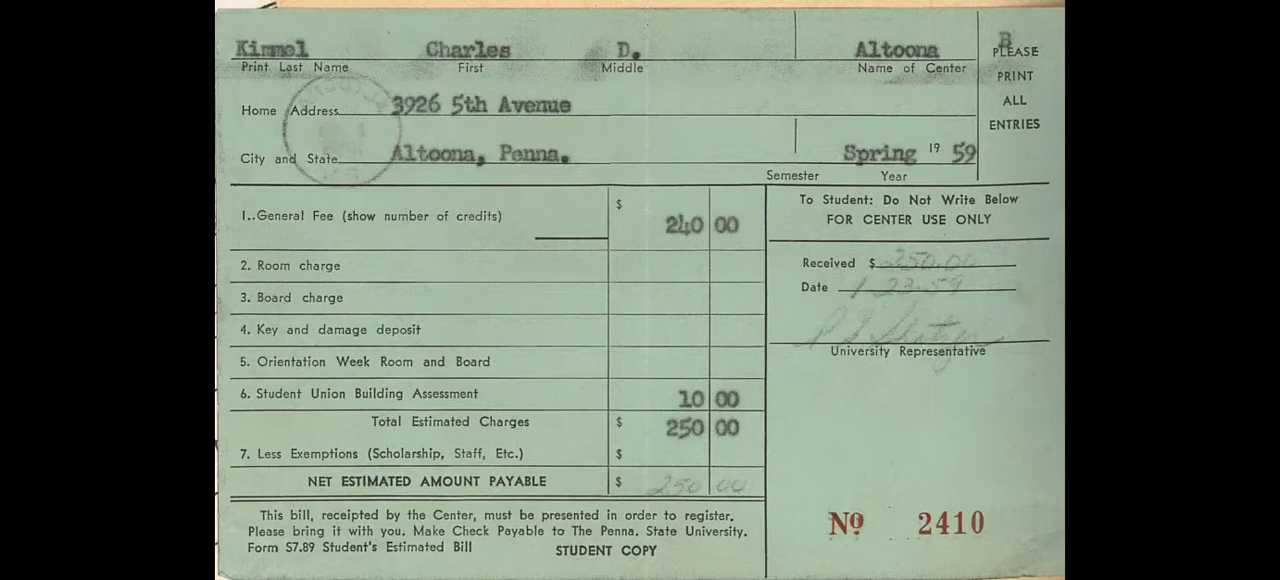 Kimmel Charles D. Altoona B
Print Last Name First Middle Name of Center PLEASE
PRINT
Home Address 3926 5th Avenue ALL
ENTRIES
City and State Altoona, Penna. Spring 19 59
Semester Year
1..General Fee (show number of credits) $ 240 00
To Student: Do Not Write Below
FOR CENTER USE ONLY
2. Room charge
Received $ 250.00
3. Board charge
Date 1-23-59
4. Key and damage deposit
University Representative
5. Orientation Week Room and Board
6. Student Union Building Assessment 10 00
Total Estimated Charges $ 250 00
7. Less Exemptions (Scholarship, Staff, Etc.) $
NET ESTIMATED AMOUNT PAYABLE $ 250 00
This bill, receipted by the Center, must be presented in order to register.
Please bring it with you. Make Check Payable to The Penna. State University.
Form S7.89 Student's Estimated Bill STUDENT COPY
No 2410